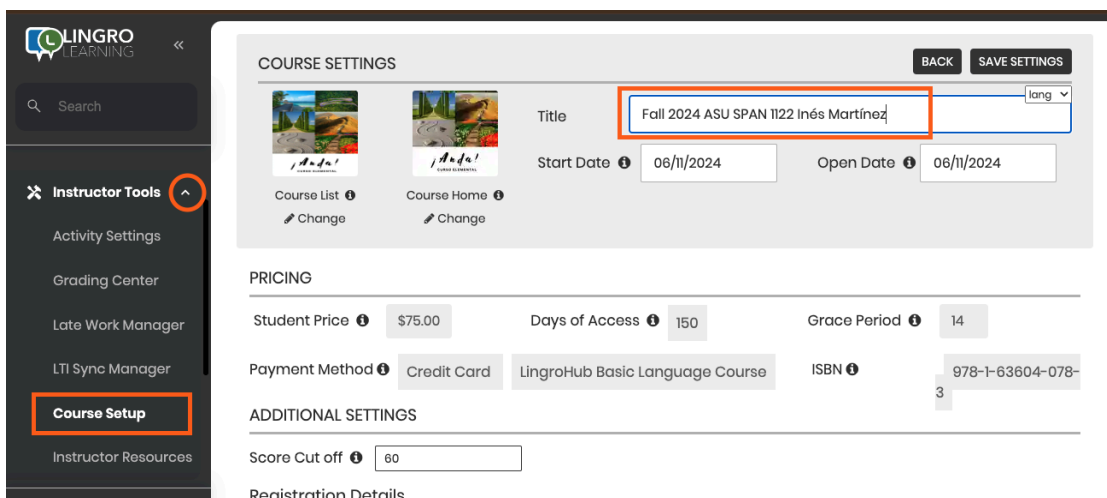 LINGRO
LEARNING
«
Search
Instructor Tools
Activity Settings
Grading Center
Late Work Manager
LTI Sync Manager
Course Setup
Instructor Resources
COURSE SETTINGS
BACK
SAVE SETTINGS
¡Anda!
CURSO ELEMENTAL
Course List
Change
¡Anda!
CURSO ELEMENTAL
Course Home
Change
lang
Title Fall 2024 ASU SPAN 1122 Inés Martínez
Start Date 06/11/2024 Open Date 06/11/2024
PRICING
Student Price $75.00 Days of Access 150 Grace Period 14
Payment Method Credit Card LingroHub Basic Language Course ISBN 978-1-63604-078-
3
ADDITIONAL SETTINGS
Score Cut off 60
Registration Details